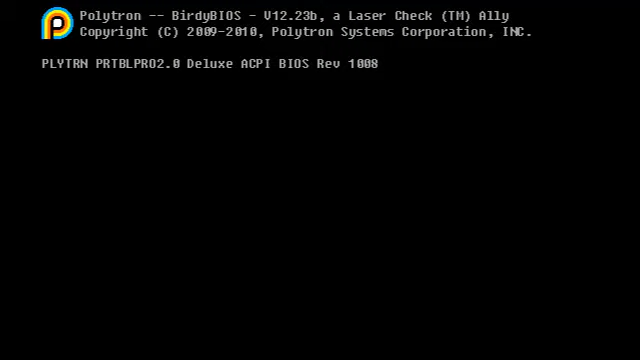 Polytron -- BirdyBIOS - V12.23b, a Laser Check (TM) Ally
Copyright (C) 2009-2010, Polytron Systems Corporation, INC.
PLYTRN PRTBLPRO2.0 Deluxe ACPI BIOS Rev 1008